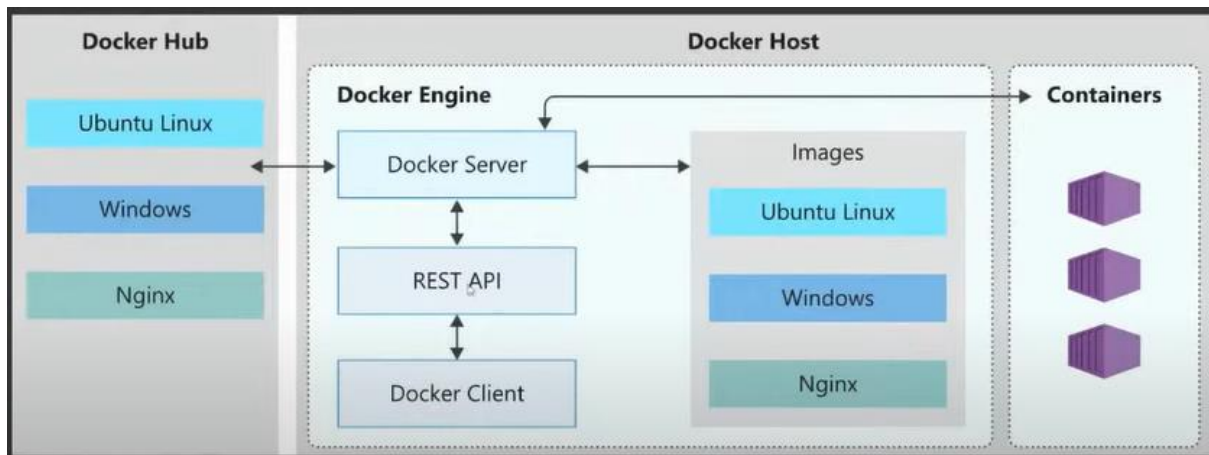 Docker Hub
Ubuntu Linux
Windows
Nginx
Docker Host
Docker Engine
Docker Server
REST API
Docker Client
Images
Ubuntu Linux
Windows
Nginx
Containers